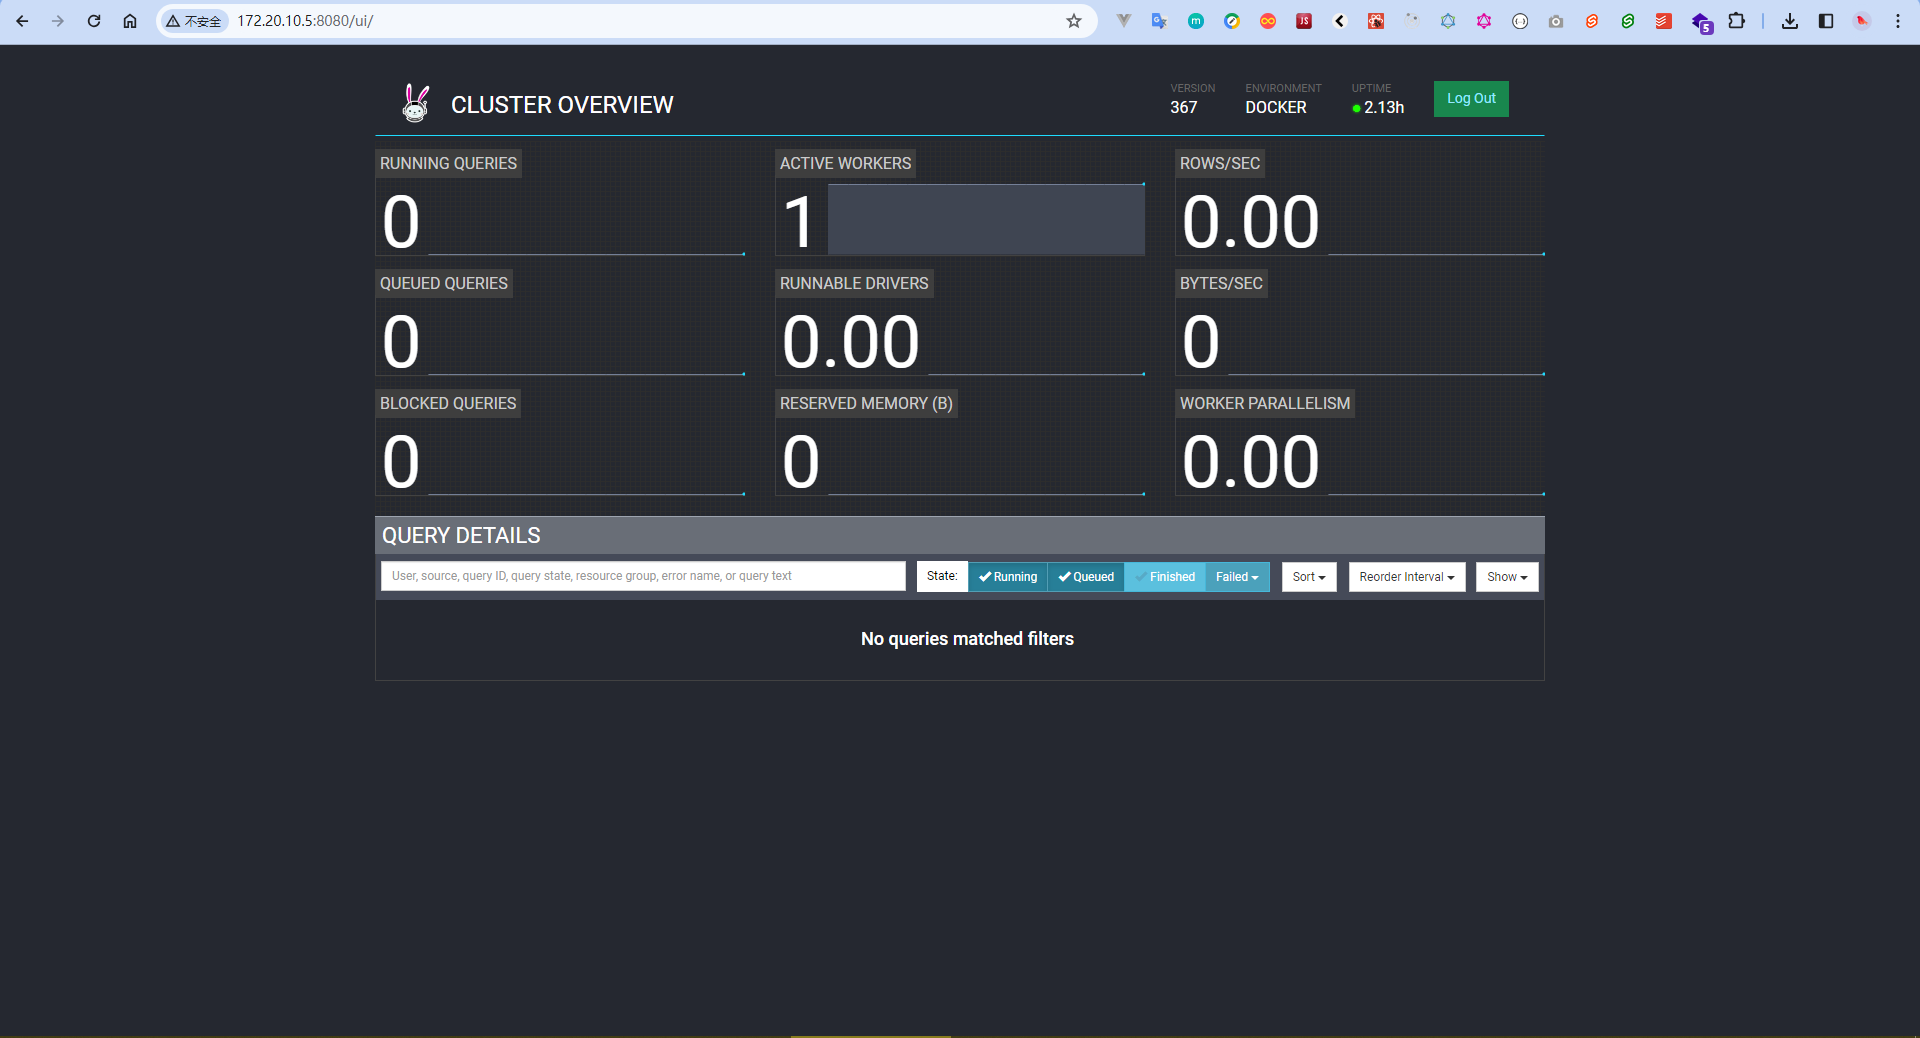 不安全 172.20.10.5:8080/ui/
5
CLUSTER OVERVIEW
VERSION
367
ENVIRONMENT
DOCKER
UPTIME
2.13h
Log Out
RUNNING QUERIES
0
ACTIVE WORKERS
1
ROWS/SEC
0.00
QUEUED QUERIES
0
RUNNABLE DRIVERS
0.00
BYTES/SEC
0
BLOCKED QUERIES
0
RESERVED MEMORY (B)
0
WORKER PARALLELISM
0.00
QUERY DETAILS
User, source, query ID, query state, resource group, error name, or query text
State: Running Queued Finished Failed Sort Reorder Interval Show
No queries matched filters